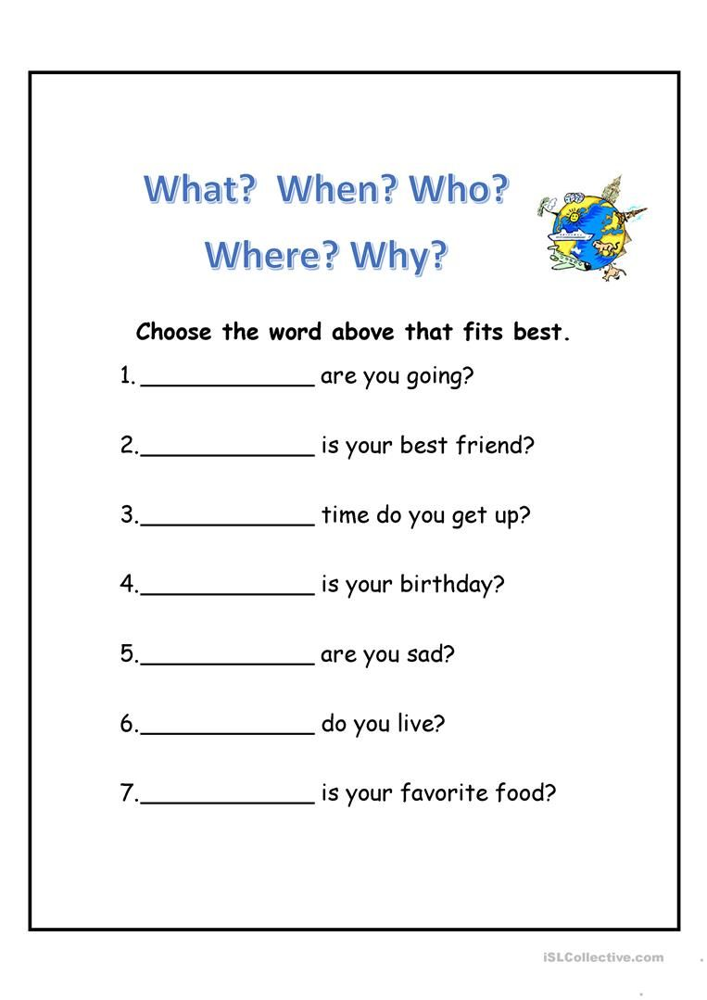 What? When? Who?
Where? Why?
Choose the word above that fits best.
1. _____________ are you going?
2._____________ is your best friend?
3._____________ time do you get up?
4._____________ is your birthday?
5._____________ are you sad?
6._____________ do you live?
7._____________ is your favorite food?
iSLCollective.com